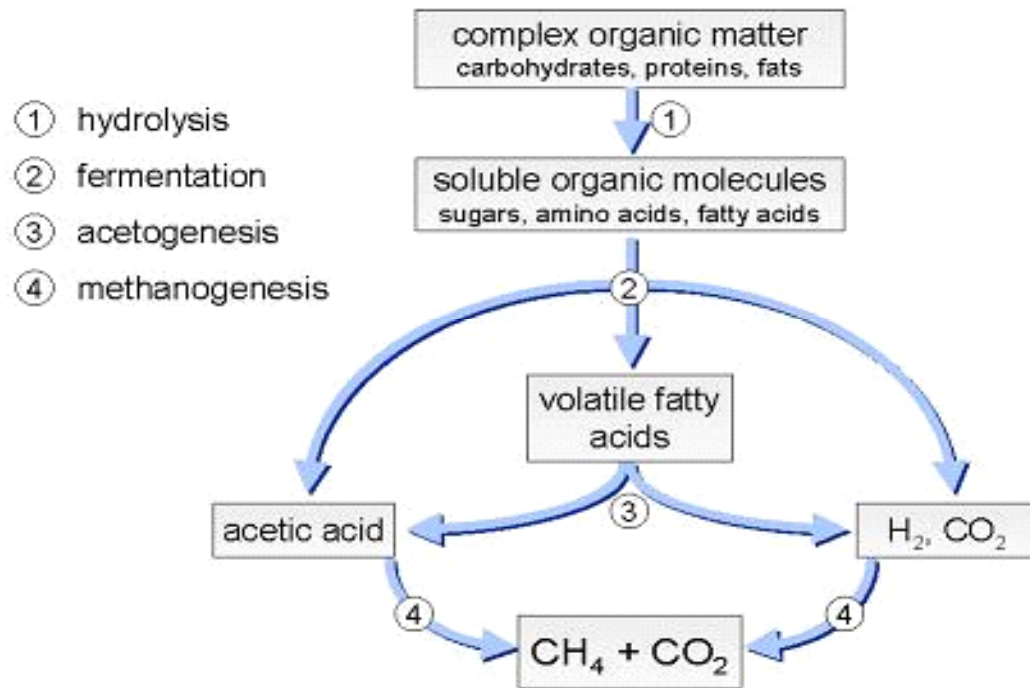 complex organic matter
carbohydrates, proteins, fats
① hydrolysis
② fermentation
③ acetogenesis
④ methanogenesis
①
soluble organic molecules
sugars, amino acids, fatty acids
②
volatile fatty
acids
③
acetic acid
H₂, CO₂
④
④
CH₄ + CO₂